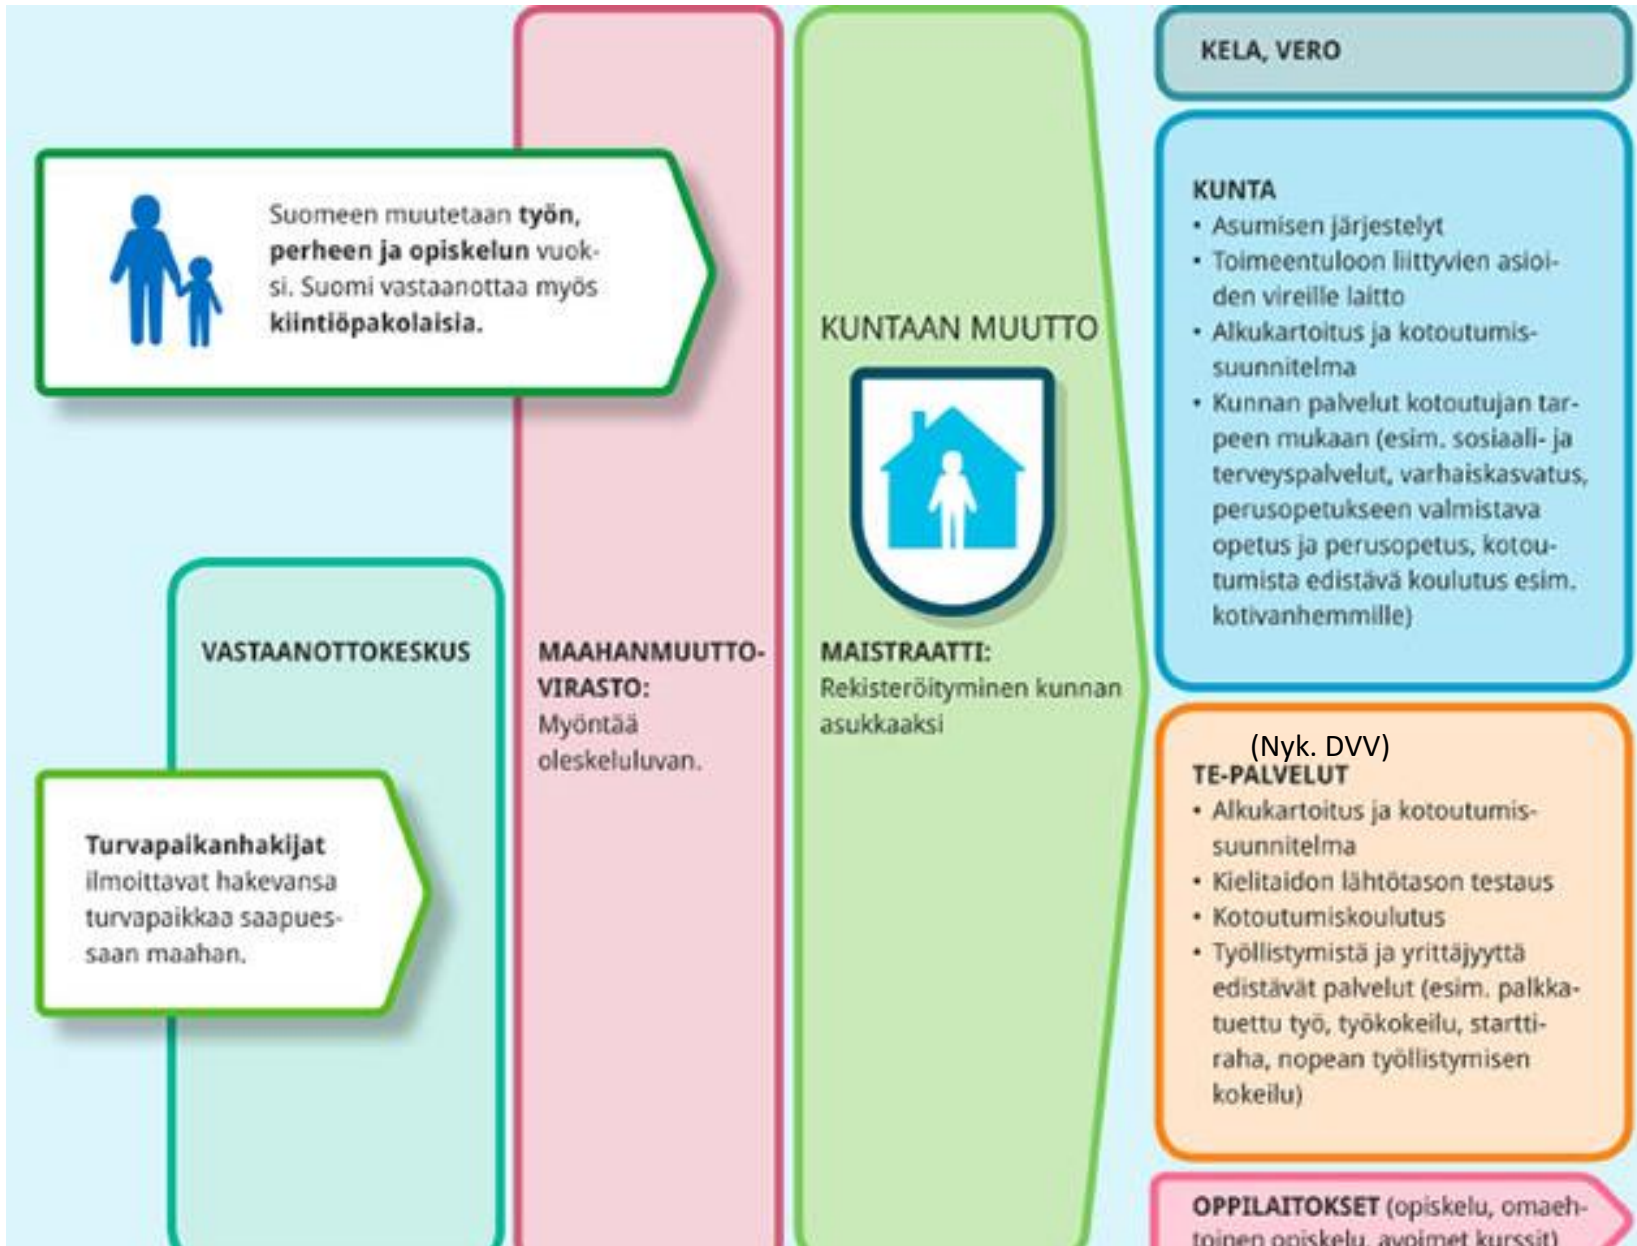 Suomeen muutetaan työn,
perheen ja opiskelun vuok-
si. Suomi vastaanottaa myös
kiintiöpakolaisia.
VASTAANOTTOKESKUS
Turvapaikanhakijat
ilmoittavat hakevansa
turvapaikkaa saapues-
saan maahan.
MAAHANMUUTTO-
VIRASTO:
Myöntää
oleskeluluvan.
KUNTAAN MUUTTO
MAISTRAATTI:
Rekisteröityminen kunnan
asukkaaksi
KELA, VERO
KUNTA
• Asumisen järjestelyt
• Toimeentuloon liittyvien asioi-
den vireille laitto
• Alkukartoitus ja kotoutumis-
suunnitelma
• Kunnan palvelut kotoutujan tar-
peen mukaan (esim. sosiaali- ja
terveyspalvelut, varhaiskasvatus,
perusopetukseen valmistava
opetus ja perusopetus, kotou-
tumista edistävä koulutus esim.
kotivanhemmille)
(Nyk. DVV)
TE-PALVELUT
• Alkukartoitus ja kotoutumis-
suunnitelma
• Kielitaidon lähtötason testaus
• Kotoutumiskoulutus
• Työllistymistä ja yrittäjyyttä
edistävät palvelut (esim. palkka-
tuettu työ, työkokeilu, startti-
raha, nopean työllistymisen
kokeilu)
OPPILAITOKSET (opiskelu, omaeh-
toinen opiskelu, avoimet kurssit)